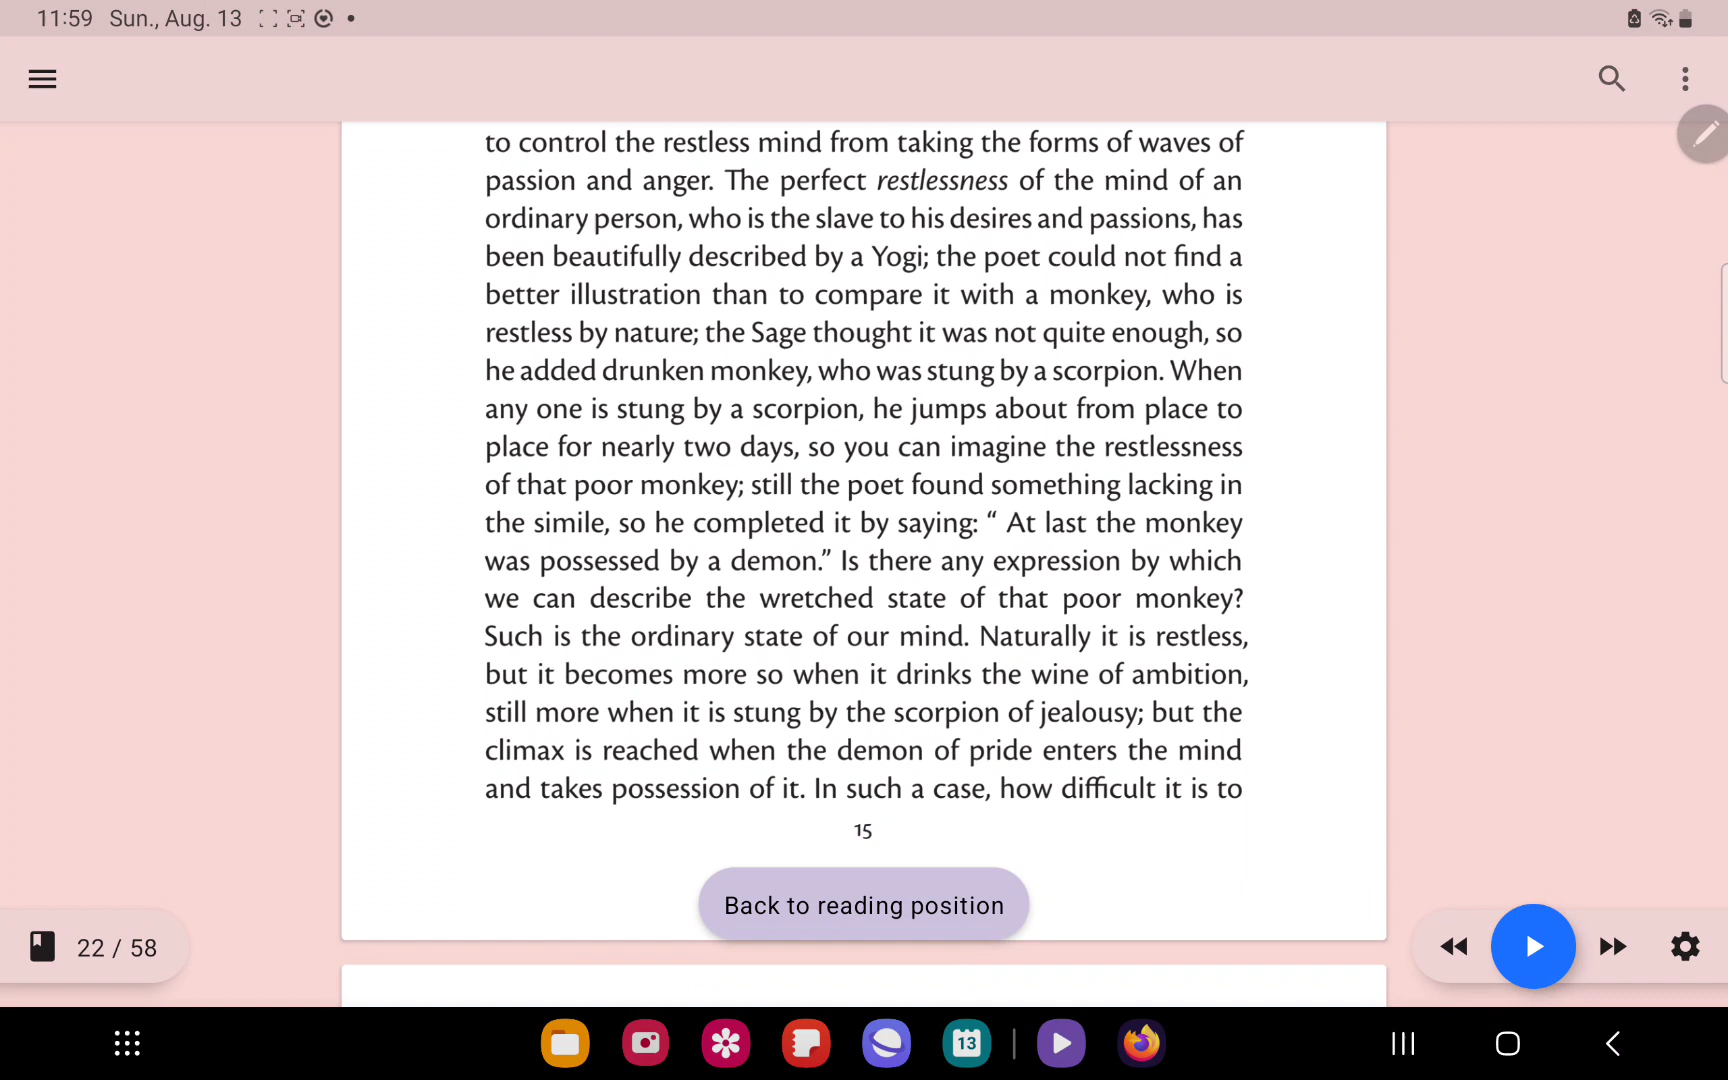 11:59 Sun., Aug. 13
to control the restless mind from taking the forms of waves of
passion and anger. The perfect restlessness of the mind of an
ordinary person, who is the slave to his desires and passions, has
been beautifully described by a Yogi; the poet could not find a
better illustration than to compare it with a monkey, who is
restless by nature; the Sage thought it was not quite enough, so
he added drunken monkey, who was stung by a scorpion. When
any one is stung by a scorpion, he jumps about from place to
place for nearly two days, so you can imagine the restlessness
of that poor monkey; still the poet found something lacking in
the simile, so he completed it by saying: “ At last the monkey
was possessed by a demon.” Is there any expression by which
we can describe the wretched state of that poor monkey?
Such is the ordinary state of our mind. Naturally it is restless,
but it becomes more so when it drinks the wine of ambition,
still more when it is stung by the scorpion of jealousy; but the
climax is reached when the demon of pride enters the mind
and takes possession of it. In such a case, how difficult it is to
15
Back to reading position
22 / 58
13